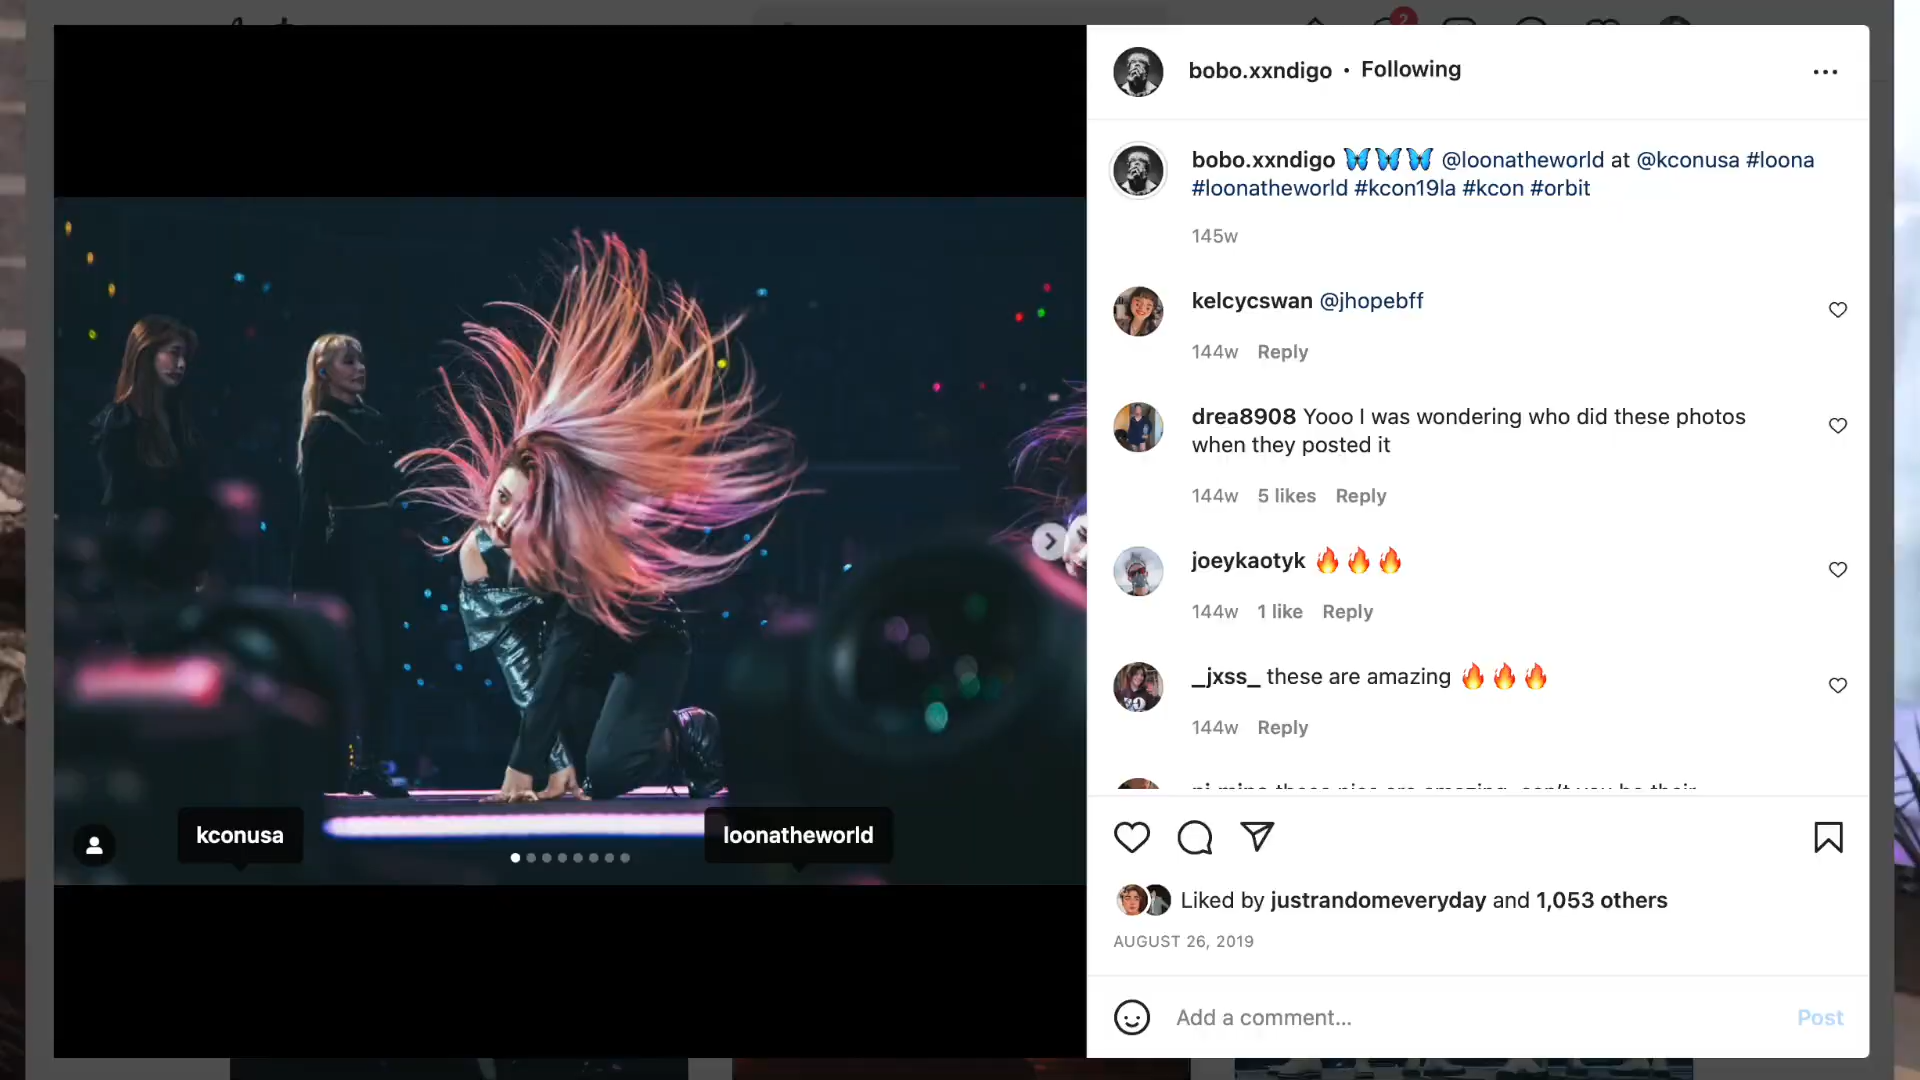 2
bobo.xxndigo • Following
bobo.xxndigo 🦋🦋🦋 @loonatheworld at @kconusa #loona
#loonatheworld #kcon19la #kcon #orbit
145w
kelcycswan @jhopebff
144w Reply
drea8908 Yooo I was wondering who did these photos
when they posted it
144w 5 likes Reply
joeykaotyk 🔥🔥🔥
144w 1 like Reply
_jxss_ these are amazing 🔥🔥🔥
144w Reply
kconusa
loonatheworld
Liked by justrandomeveryday and 1,053 others
AUGUST 26, 2019
Add a comment...
Post